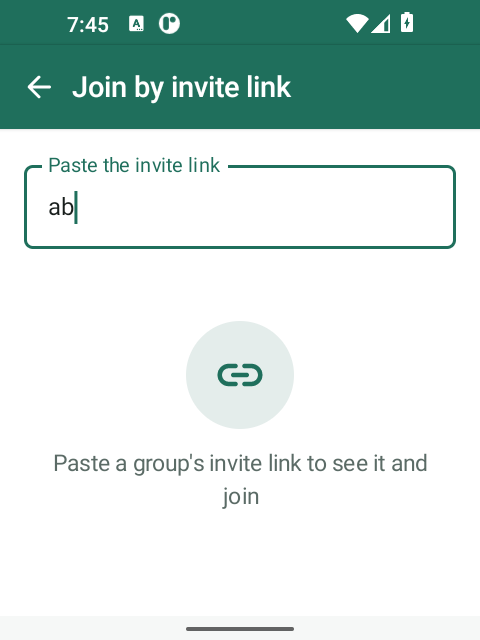 7:45
A
Join by invite link
Paste the invite link
ab
Paste a group's invite link to see it and
join